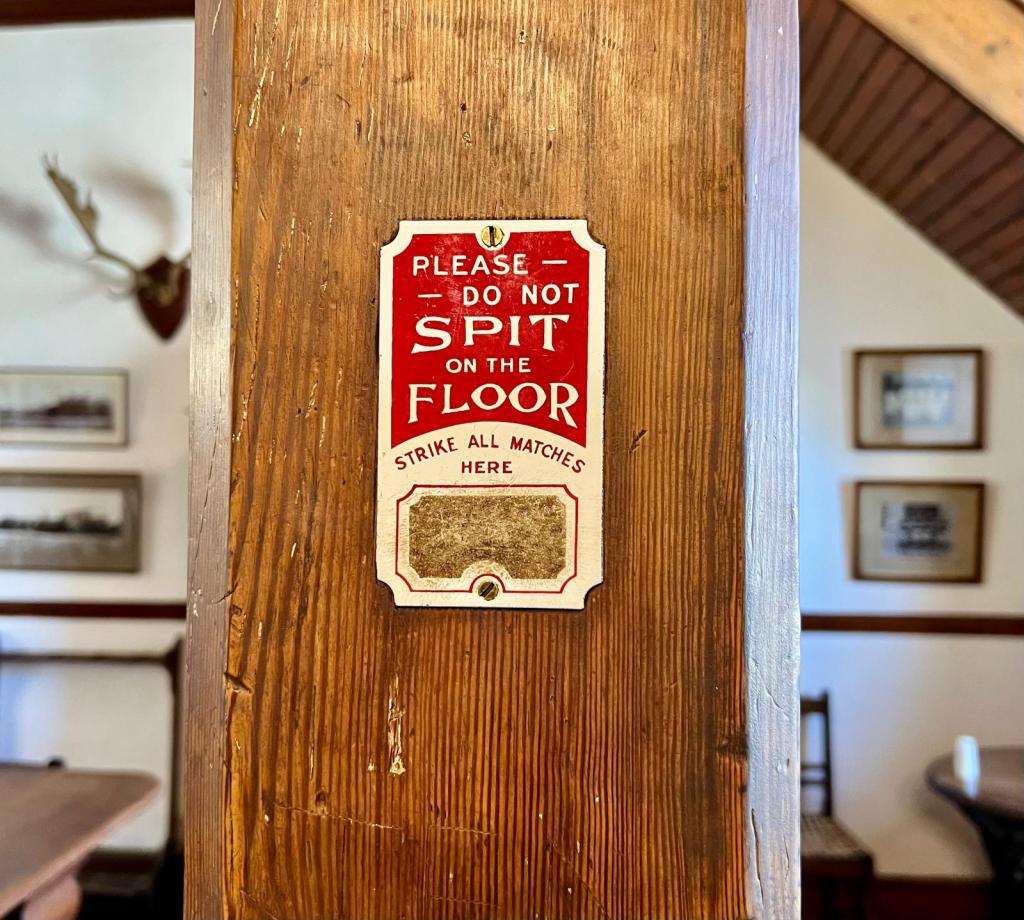 PLEASE —
— DO NOT
SPIT
ON THE
FLOOR
STRIKE ALL MATCHES
HERE